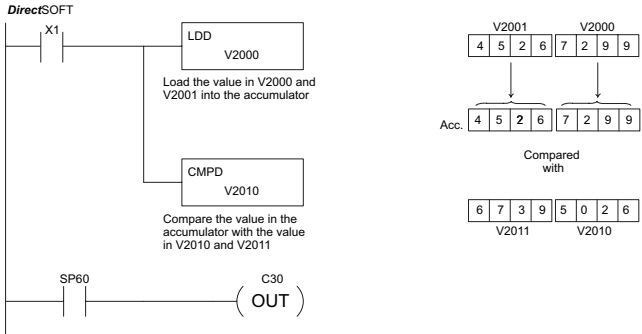 DirectSOFT
X1
LDD
V2000
Load the value in V2000 and
V2001 into the accumulator
CMPD
V2010
Compare the value in the
accumulator with the value
in V2010 and V2011
SP60
C30
OUT
V2001 V2000
4 5 2 6 7 2 9 9
Acc. 4 5 2 6 7 2 9 9
Compared
with
6 7 3 9 5 0 2 6
V2011 V2010